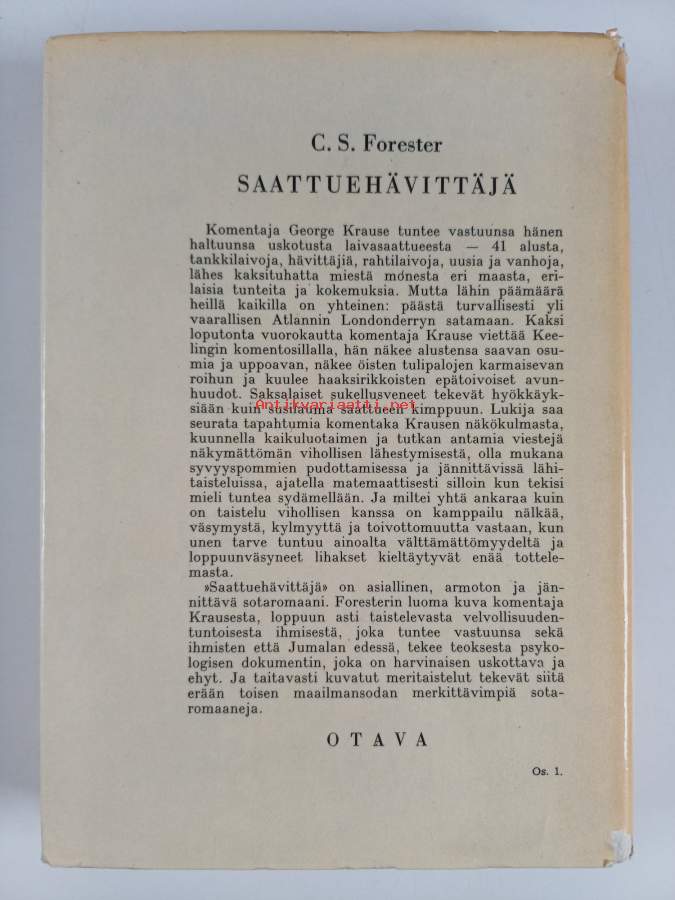 C. S. Forester
SAATTUEHÄVITTÄJÄ
Komentaja George Krause tuntee vastuunsa hänen
haltuunsa uskotusta laivasaattueesta — 41 alusta,
tankkilaivoja, hävittäjiä, rahtilaivoja, uusia ja vanhoja,
lähes kaksituhatta miestä monesta eri maasta, eri-
laisia tunteita ja kokemuksia. Mutta lähin päämäärä
heillä kaikilla on yhteinen: päästä turvallisesti yli
vaarallisen Atlannin Londonderryn satamaan. Kaksi
loputonta vuorokautta komentaja Krause viettää Kee-
lingin komentosillalla, hän näkee alustensa saavan osu-
mia ja uppoavan, näkee öisten tulipalojen karmaisevan
roihun ja kuulee haaksirikkoisten epätoivoiset avun-
huudot. Saksalaiset sukellusveneet tekevät hyökkäyk-
Antikvariaatti.net
siään kuin susilauma saattueen kimppuun. Lukija saa
seurata tapahtumia komentaka Krausen näkökulmasta,
kuunnella kaikuluotaimen ja tutkan antamia viestejä
näkymättömän vihollisen lähestymisestä, olla mukana
syvyyspommien pudottamisessa ja jännittävissä lähi-
taisteluissa, ajatella matemaattisesti silloin kun tekisi
mieli tuntea sydämellään. Ja miltei yhtä ankaraa kuin
on taistelu vihollisen kanssa on kamppailu nälkää,
väsymystä, kylmyyttä ja toivottomuutta vastaan, kun
unen tarve tuntuu ainoalta välttämättömyydeltä ja
loppuunväsyneet lihakset kieltäytyvät enää tottele-
masta.
»Saattuehävittäjä» on asiallinen, armoton ja jän-
nittävä sotaromaani. Foresterin luoma kuva komentaja
Krausesta, loppuun asti taistelevasta velvollisuuden-
tuntoisesta ihmisestä, joka tuntee vastuunsa sekä
ihmisten että Jumalan edessä, tekee teoksesta psyko-
logisen dokumentin, joka on harvinaisen uskottava ja
ehyt. Ja taitavasti kuvatut meritaistelut tekevät siitä
erään toisen maailmansodan merkittävimpiä sota-
romaaneja.
OTAVA
Os. 1.